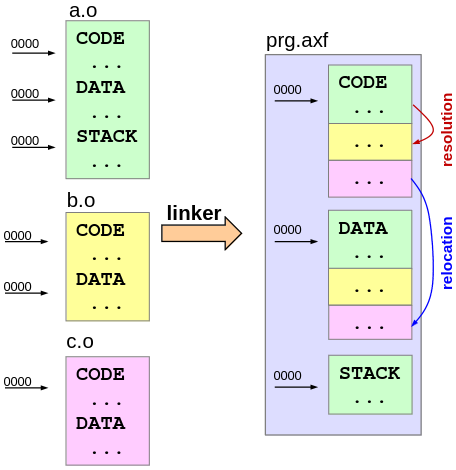 a.o
0000
CODE
...
0000
DATA
...
0000
STACK
...
b.o
0000
CODE
...
0000
DATA
...
c.o
0000
CODE
...
DATA
...
linker
prg.axf
0000
CODE
...
...
...
0000
DATA
...
...
...
0000
STACK
...
resolution
relocation